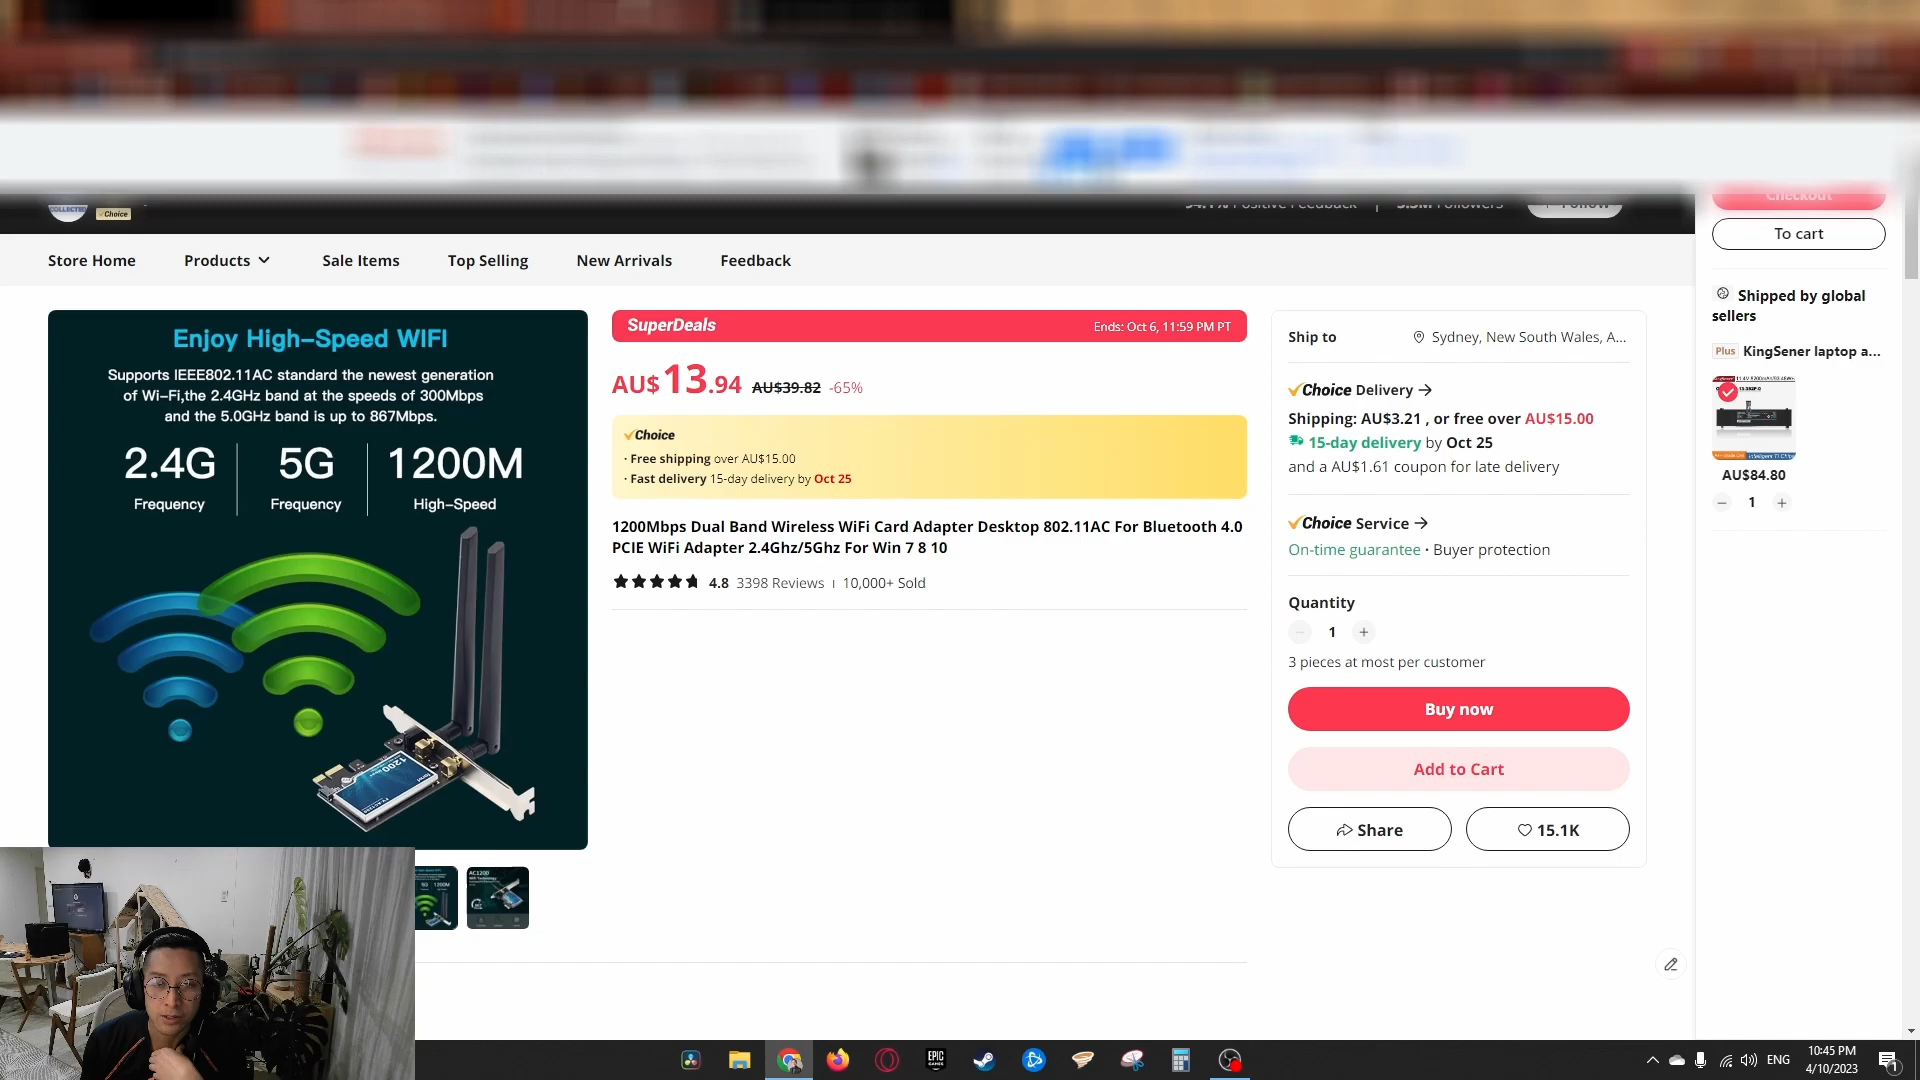 Choice
Checkout
To cart
Store Home
Products
Sale Items
Top Selling
New Arrivals
Feedback
Shipped by global
sellers
Plus KingSener laptop a...
AU$84.80
1
Enjoy High-Speed WIFI
Supports IEEE802.11AC standard the newest generation
of Wi-Fi,the 2.4GHz band at the speeds of 300Mbps
and the 5.0GHz band is up to 867Mbps.
2.4G
Frequency
5G
Frequency
1200M
High-Speed
SuperDeals
Ends: Oct 6, 11:59 PM PT
AU$13.94 AU$39.82 -65%
Choice
· Free shipping over AU$15.00
· Fast delivery 15-day delivery by Oct 25
1200Mbps Dual Band Wireless WiFi Card Adapter Desktop 802.11AC For Bluetooth 4.0
PCIE WiFi Adapter 2.4Ghz/5Ghz For Win 7 8 10
4.8 3398 Reviews | 10,000+ Sold
Ship to
Sydney, New South Wales, A...
Choice Delivery
Shipping: AU$3.21 , or free over AU$15.00
15-day delivery by Oct 25
and a AU$1.61 coupon for late delivery
Choice Service
On-time guarantee · Buyer protection
Quantity
1
3 pieces at most per customer
Buy now
Add to Cart
Share
15.1K
EPIC
GAMES
ENG
10:45 PM
4/10/2023
1